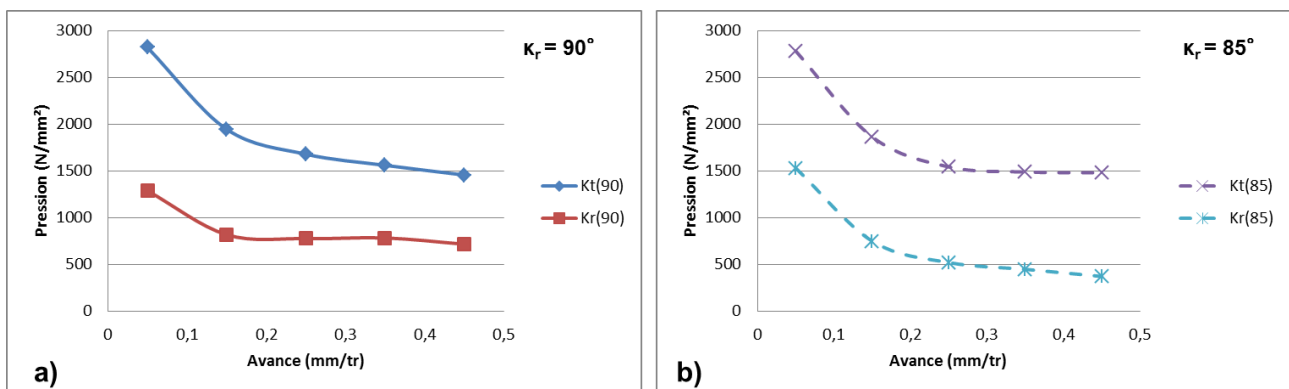 3000
2500
2000
1500
1000
500
0
0
0,1
0,2
0,3
0,4
0,5
Pression (N/mm²)
Avance (mm/tr)
κr = 90°
Kt(90)
Kr(90)
a)
3000
2500
2000
1500
1000
500
0
0
0,1
0,2
0,3
0,4
0,5
Pression (N/mm²)
Avance (mm/tr)
κr = 85°
Kt(85)
Kr(85)
b)